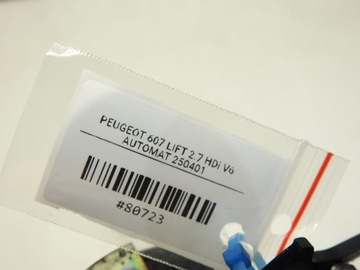 PEUGEOT 607 LIFT 2.7 HDi V6
AUTOMAT 250401
#80723